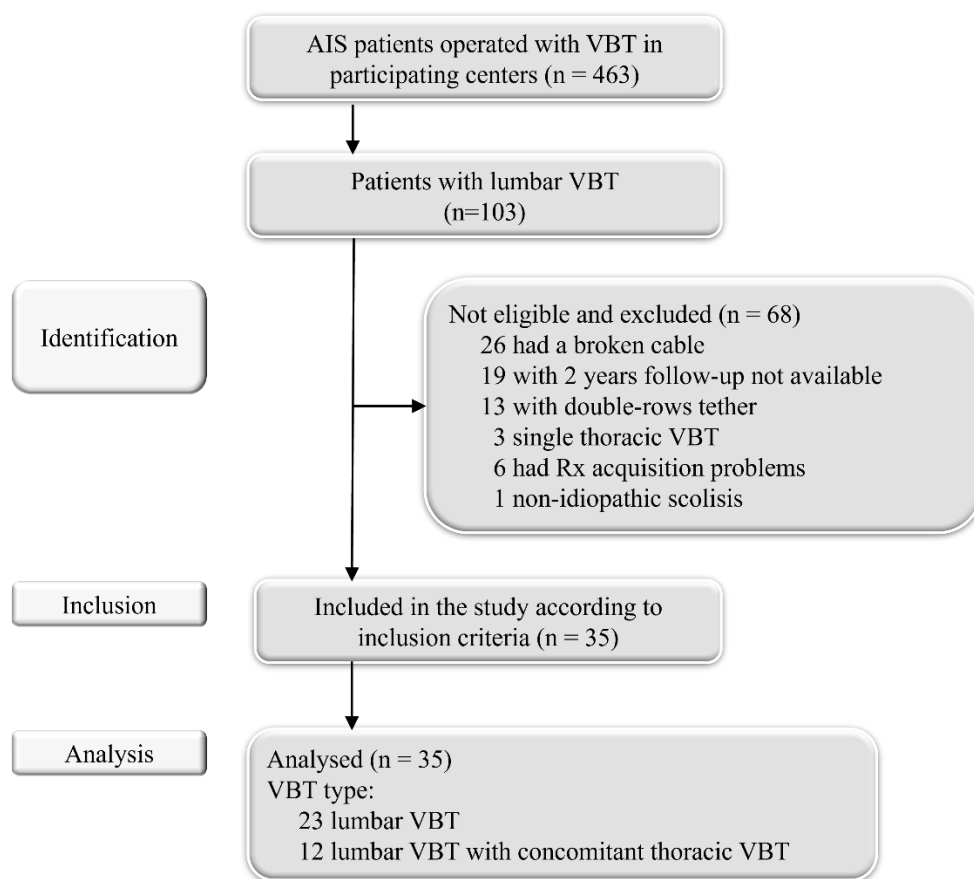 AIS patients operated with VBT in
participating centers (n = 463)
Patients with lumbar VBT
(n=103)
Identification
Not eligible and excluded (n = 68)
26 had a broken cable
19 with 2 years follow-up not available
13 with double-rows tether
3 single thoracic VBT
6 had Rx acquisition problems
1 non-idiopathic scolisis
Inclusion
Included in the study according to
inclusion criteria (n = 35)
Analysis
Analysed (n = 35)
VBT type:
23 lumbar VBT
12 lumbar VBT with concomitant thoracic VBT